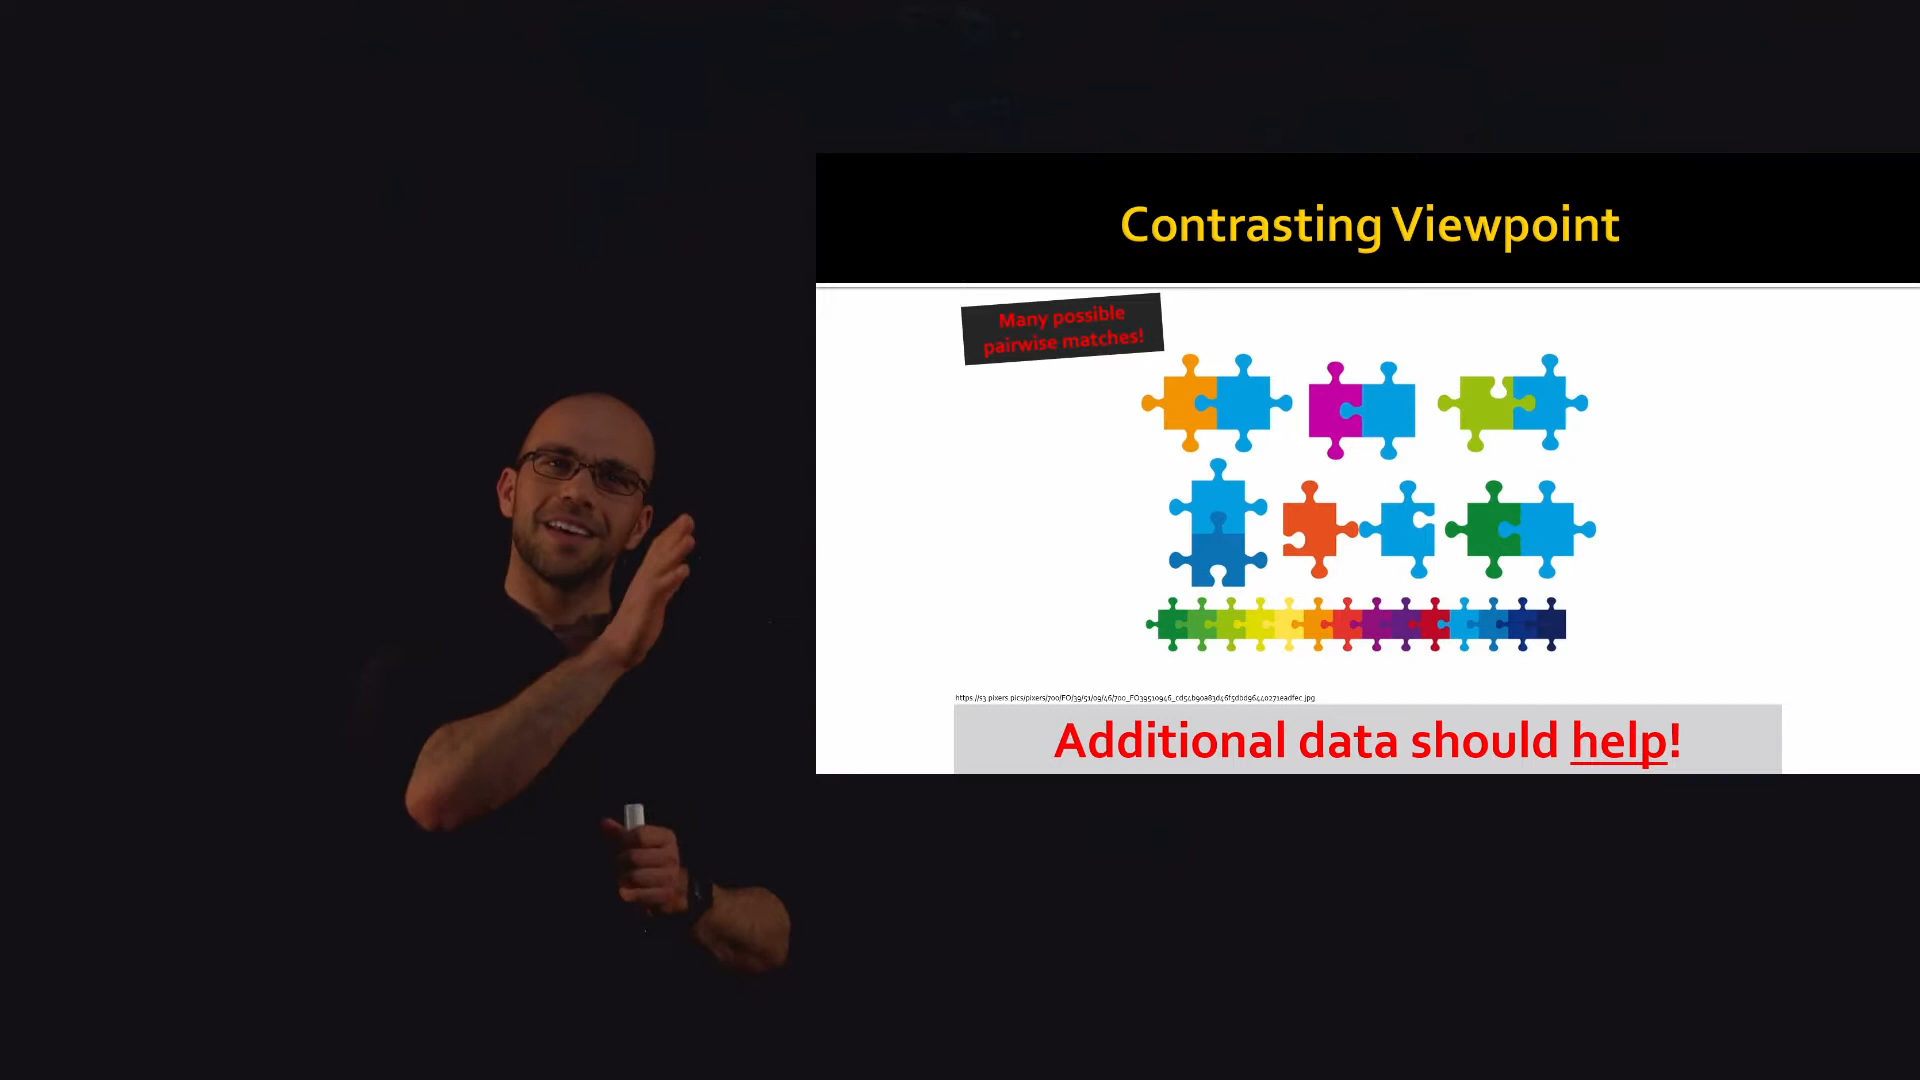 Contrasting Viewpoint
Many possible
pairwise matches!
Additional data should help!